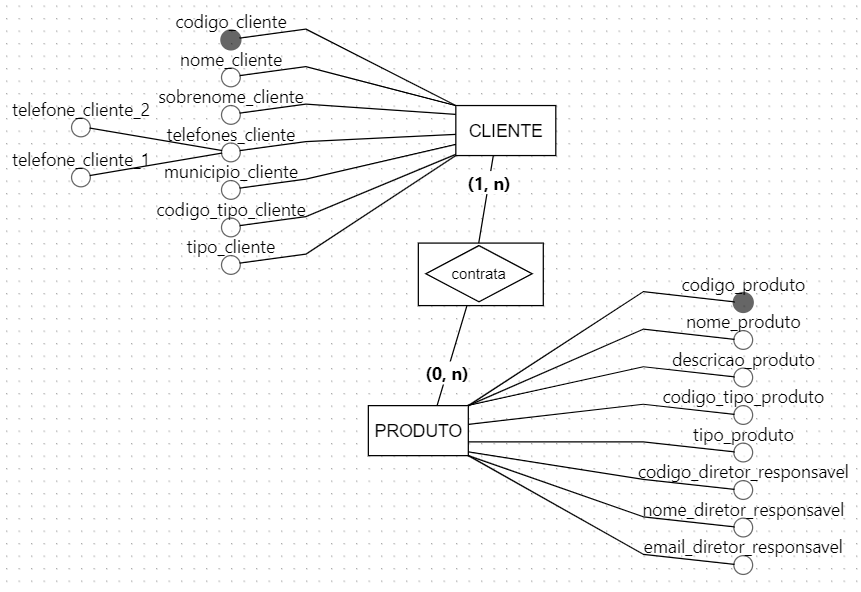 codigo_cliente
nome_cliente
sobrenome_cliente
telefone_cliente_2
telefones_cliente
telefone_cliente_1
municipio_cliente
codigo_tipo_cliente
tipo_cliente
CLIENTE
(1, n)
contrata
(0, n)
PRODUTO
codigo_produto
nome_produto
descricao_produto
codigo_tipo_produto
tipo_produto
codigo_diretor_responsavel
nome_diretor_responsavel
email_diretor_responsavel